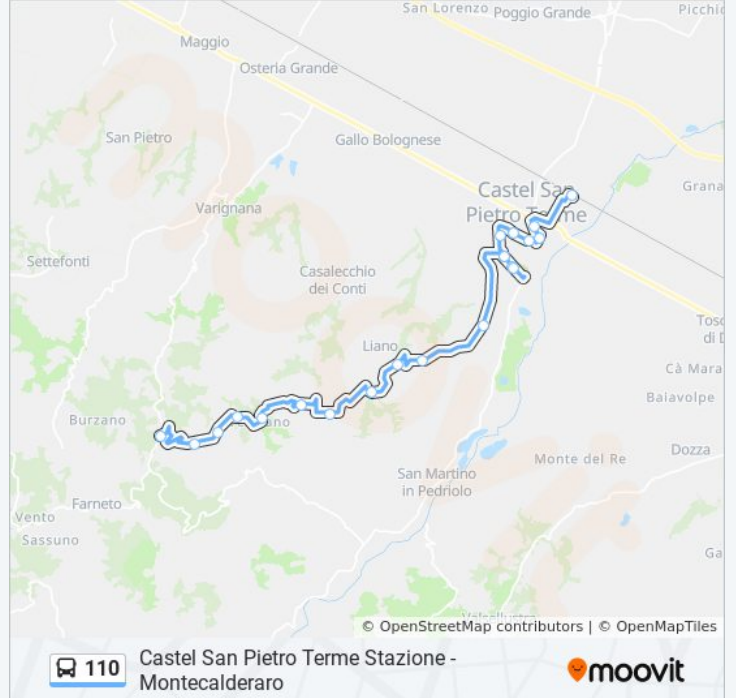 San Lorenzo
Poggio Grande
Maggio
Osteria Grande
San Pietro
Gallo Bolognese
Castel San
Pietro Terme
Varignana
Settefonti
Casalecchio
dei Conti
Liano
Burzano
Cà Mara
Baiavolpe
Dozza
Monte del Re
San Martino
in Pedriolo
Farneto
Vento
Sassuno
© OpenStreetMap contributors | © OpenMapTiles
110
Castel San Pietro Terme Stazione -
Montecalderaro
moovit